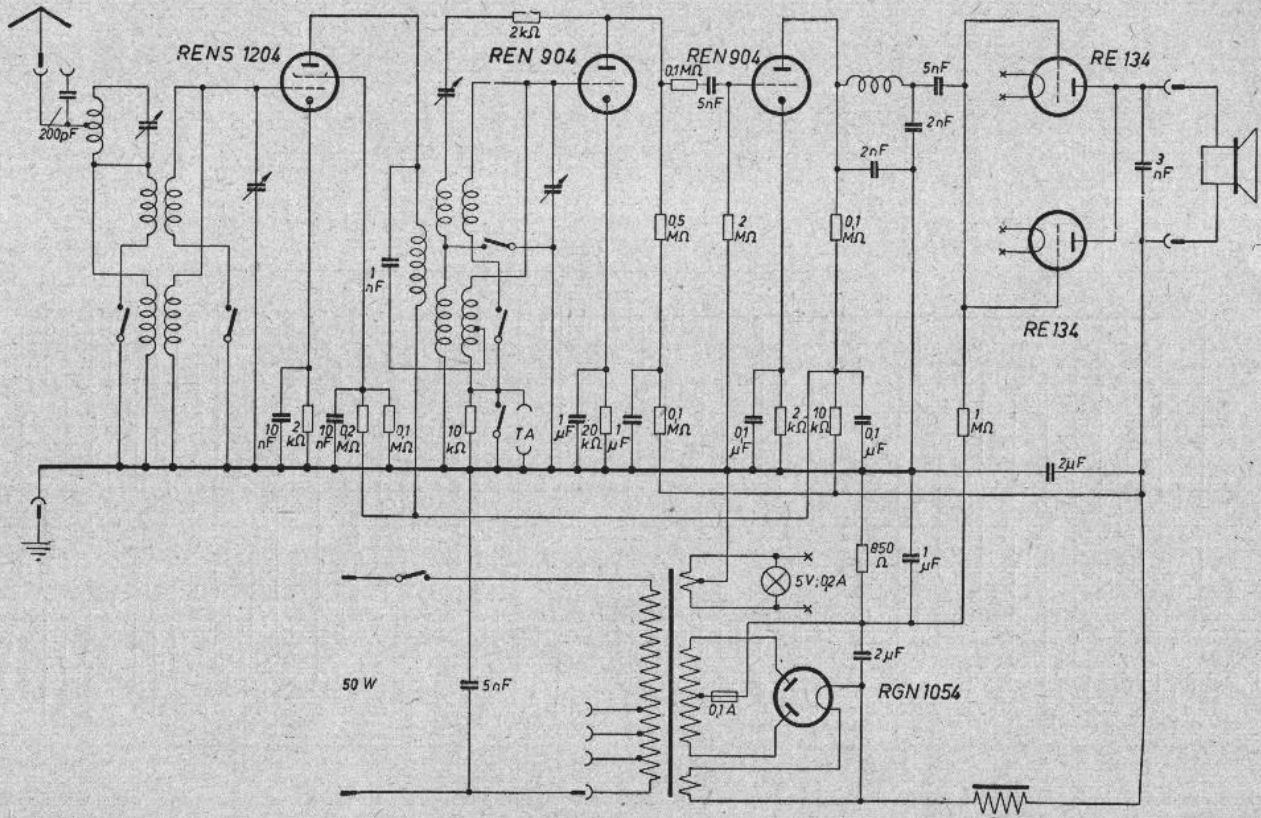 RENS 1204
REN 904
REN 904
RE 134
2kΩ
0,1MΩ
5nF
5nF
200pF
2nF
2nF
3
nF
0,5
MΩ
2
MΩ
0,1
MΩ
1
nF
RE 134
10
nF
2
kΩ
10
nF
0,2
MΩ
0,1
MΩ
10
kΩ
TA
1
µF
20
kΩ
1
µF
0,1
MΩ
0,1
µF
2
kΩ
10
kΩ
0,1
µF
1
MΩ
2µF
850
Ω
1
µF
5V;0,2A
2µF
50 W
5nF
0,1A
RGN 1054